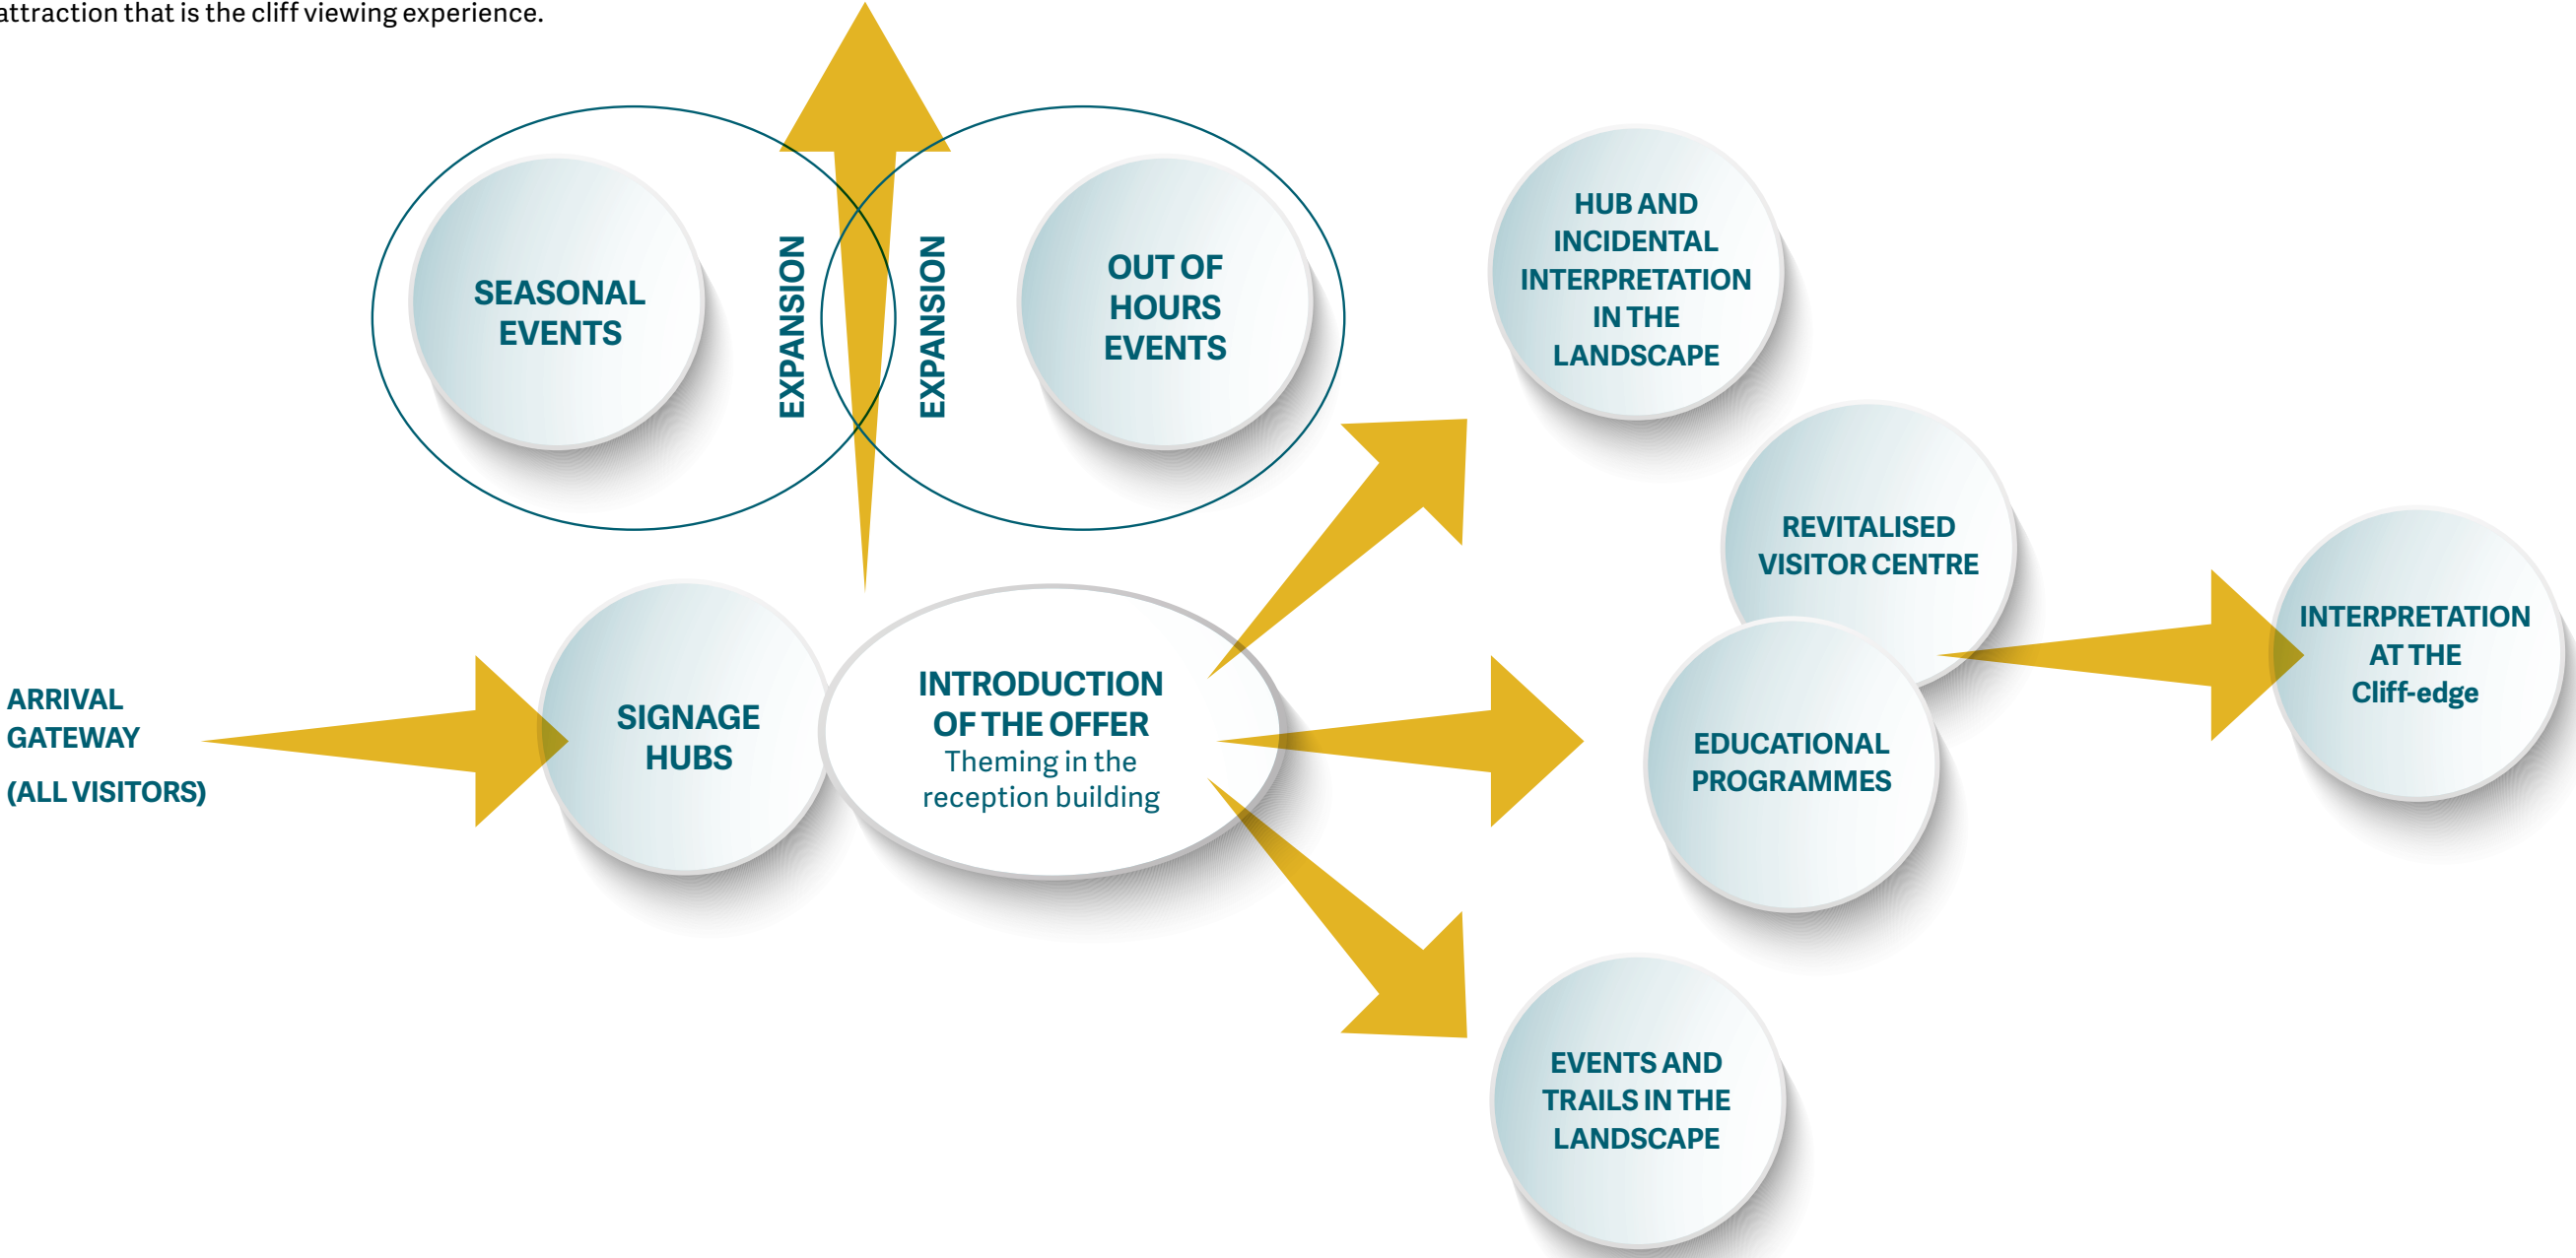 attraction that is the cliff viewing experience.
SEASONAL
EVENTS
EXPANSION
EXPANSION
OUT OF
HOURS
EVENTS
HUB AND
INCIDENTAL
INTERPRETATION
IN THE
LANDSCAPE
REVITALISED
VISITOR CENTRE
ARRIVAL
GATEWAY
(ALL VISITORS)
SIGNAGE
HUBS
INTRODUCTION
OF THE OFFER
Theming in the
reception building
EDUCATIONAL
PROGRAMMES
INTERPRETATION
AT THE
Cliff-edge
EVENTS AND
TRAILS IN THE
LANDSCAPE